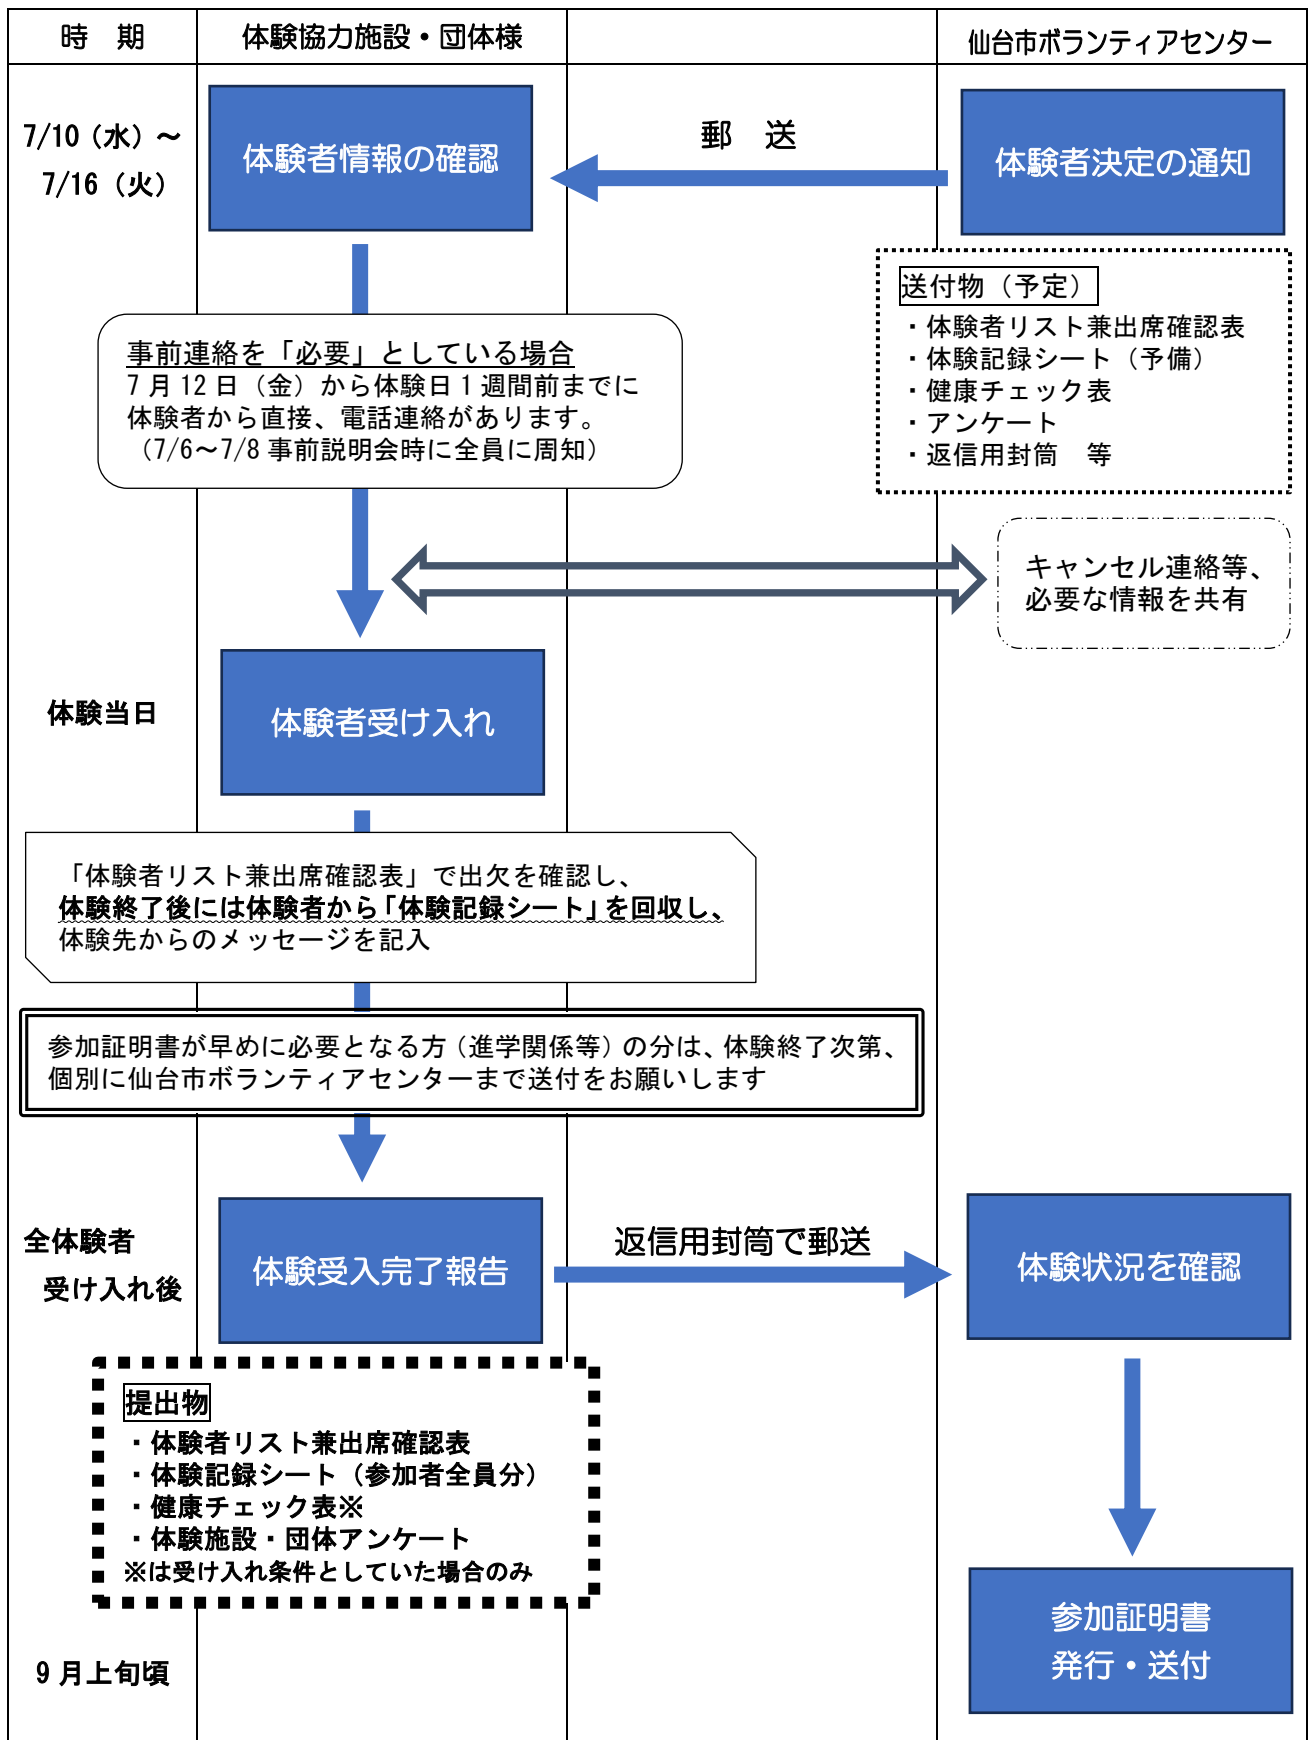 時　期
体験協力施設・団体様
仙台市ボランティアセンター
7/10（水）～
7/16（火）
体験者情報の確認
郵　送
体験者決定の通知
送付物（予定）
・体験者リスト兼出席確認表
・体験記録シート（予備）
・健康チェック表
・アンケート
・返信用封筒　等
事前連絡を「必要」としている場合
7月12日（金）から体験日1週間前までに
体験者から直接、電話連絡があります。
（7/6～7/8事前説明会時に全員に周知）
キャンセル連絡等、
必要な情報を共有
体験当日
体験者受け入れ
「体験者リスト兼出席確認表」で出欠を確認し、
体験終了後には体験者から「体験記録シート」を回収し、
体験先からのメッセージを記入
参加証明書が早めに必要となる方（進学関係等）の分は、体験終了次第、
個別に仙台市ボランティアセンターまで送付をお願いします
全体験者
受け入れ後
体験受入完了報告
返信用封筒で郵送
体験状況を確認
提出物
・体験者リスト兼出席確認表
・体験記録シート（参加者全員分）
・健康チェック表※
・体験施設・団体アンケート
※は受け入れ条件としていた場合のみ
9月上旬頃
参加証明書
発行・送付